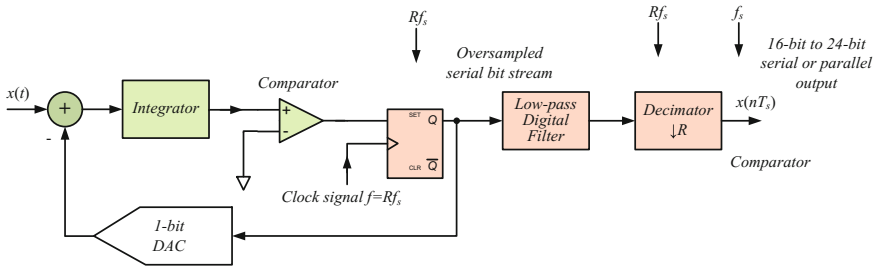 Rfₛ
Rfₛ
fₛ
Oversampled
serial bit stream
16-bit to 24-bit
serial or parallel
output
x(t)
+
-
Integrator
Comparator
+
-
SET Q
CLR Q̅
Low-pass
Digital
Filter
Decimator
↓R
x(nTₛ)
Comparator
Clock signal f=Rfₛ
1-bit
DAC